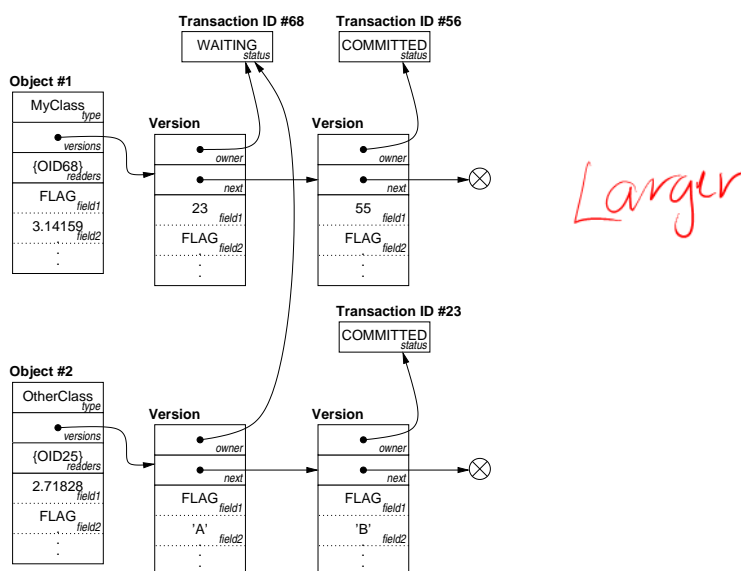 Transaction ID #68
Transaction ID #56
WAITING
status
COMMITTED
status
Object #1
MyClass
type
versions
{OID68}
readers
FLAG
field1
3.14159
field2
Version
owner
next
23
field1
FLAG
field2
Version
owner
next
55
field1
FLAG
field2
Larger
Transaction ID #23
COMMITTED
status
Object #2
OtherClass
type
versions
{OID25}
readers
2.71828
field1
FLAG
field2
Version
owner
next
FLAG
field1
'A'
field2
Version
owner
next
FLAG
field1
'B'
field2